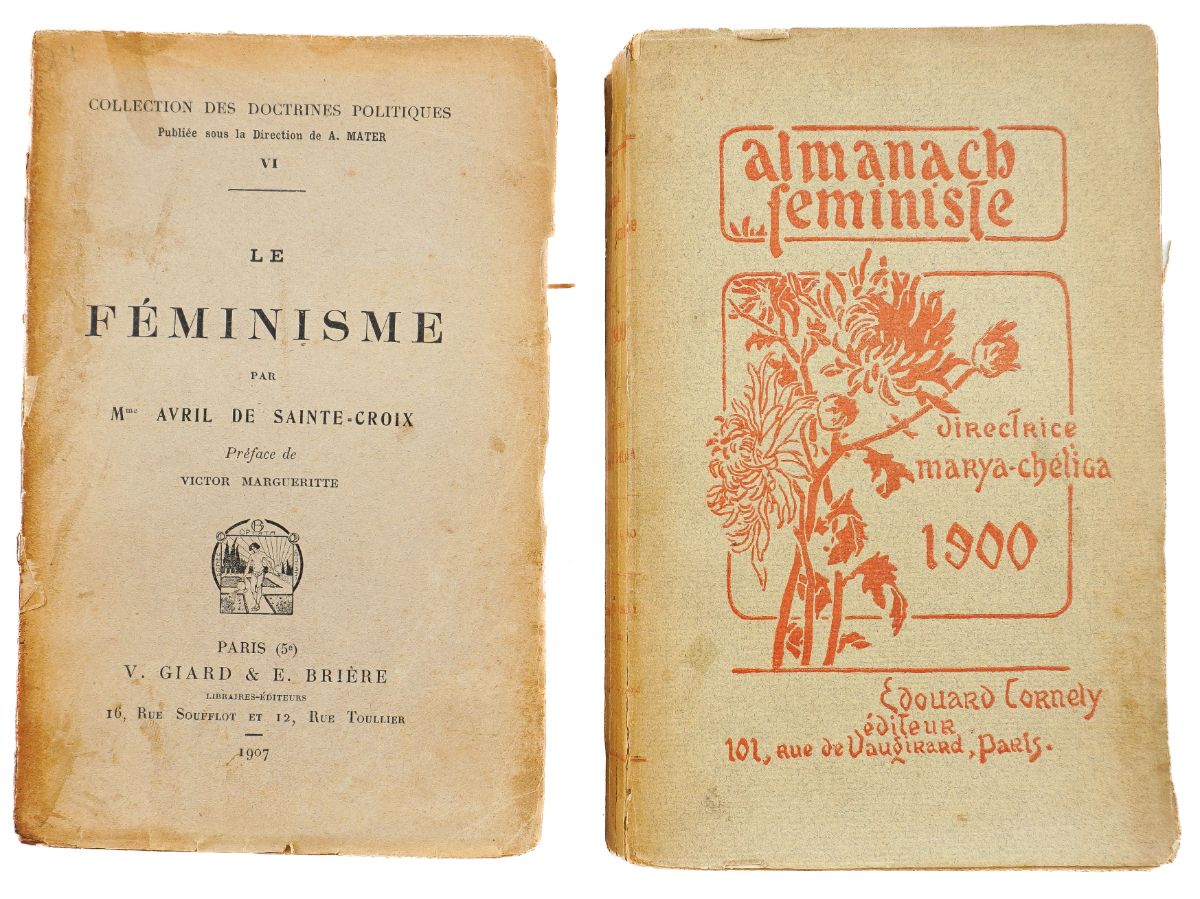 COLLECTION DES DOCTRINES POLITIQUES
Publiée sous la Direction de A. MATER
VI
LE
FÉMINISME
PAR
Mme AVRIL DE SAINTE-CROIX
Préface de
VICTOR MARGUERITTE
PARIS (5e)
V. GIARD & E. BRIÈRE
LIBRAIRES-ÉDITEURS
16, RUE SOUFFLOT ET 12, RUE TOULLIER
1907
almanach
feministe
directrice
marya-chéliga
1900
Édouard Cornely
éditeur
101, rue de Vaugirard, Paris.